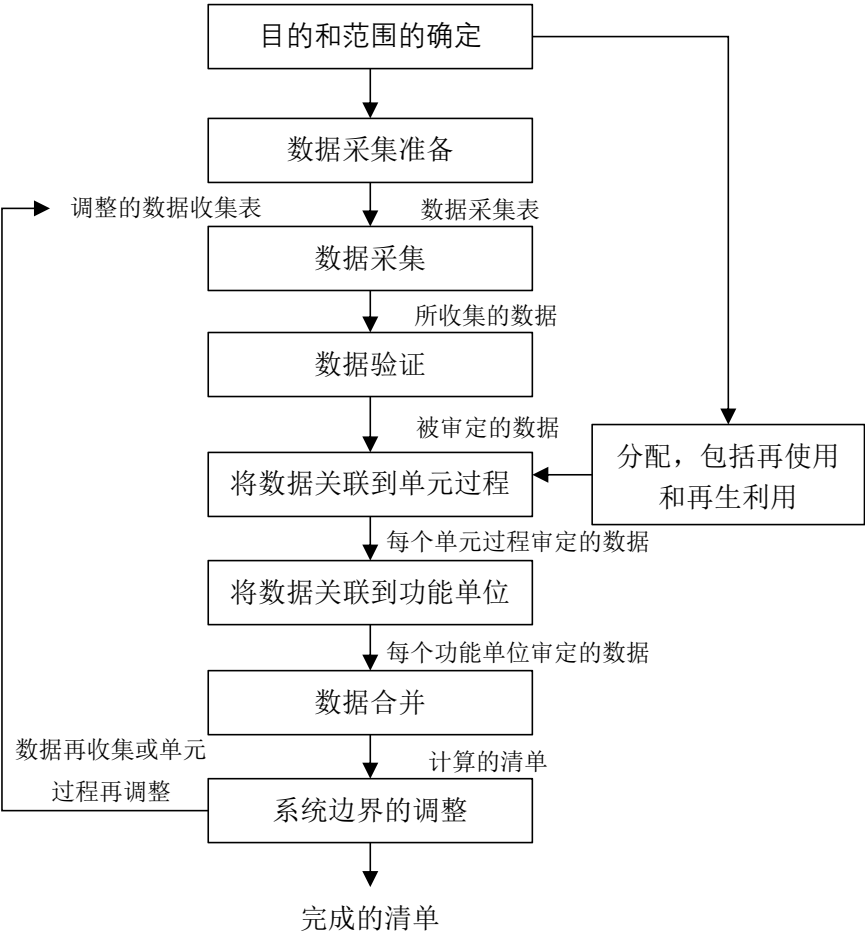 目的和范围的确定
数据采集准备
调整的数据收集表
数据采集表
数据采集
所收集的数据
数据验证
被审定的数据
分配，包括再使用
和再生利用
将数据关联到单元过程
每个单元过程审定的数据
将数据关联到功能单位
每个功能单位审定的数据
数据合并
数据再收集或单元
过程再调整
计算的清单
系统边界的调整
完成的清单